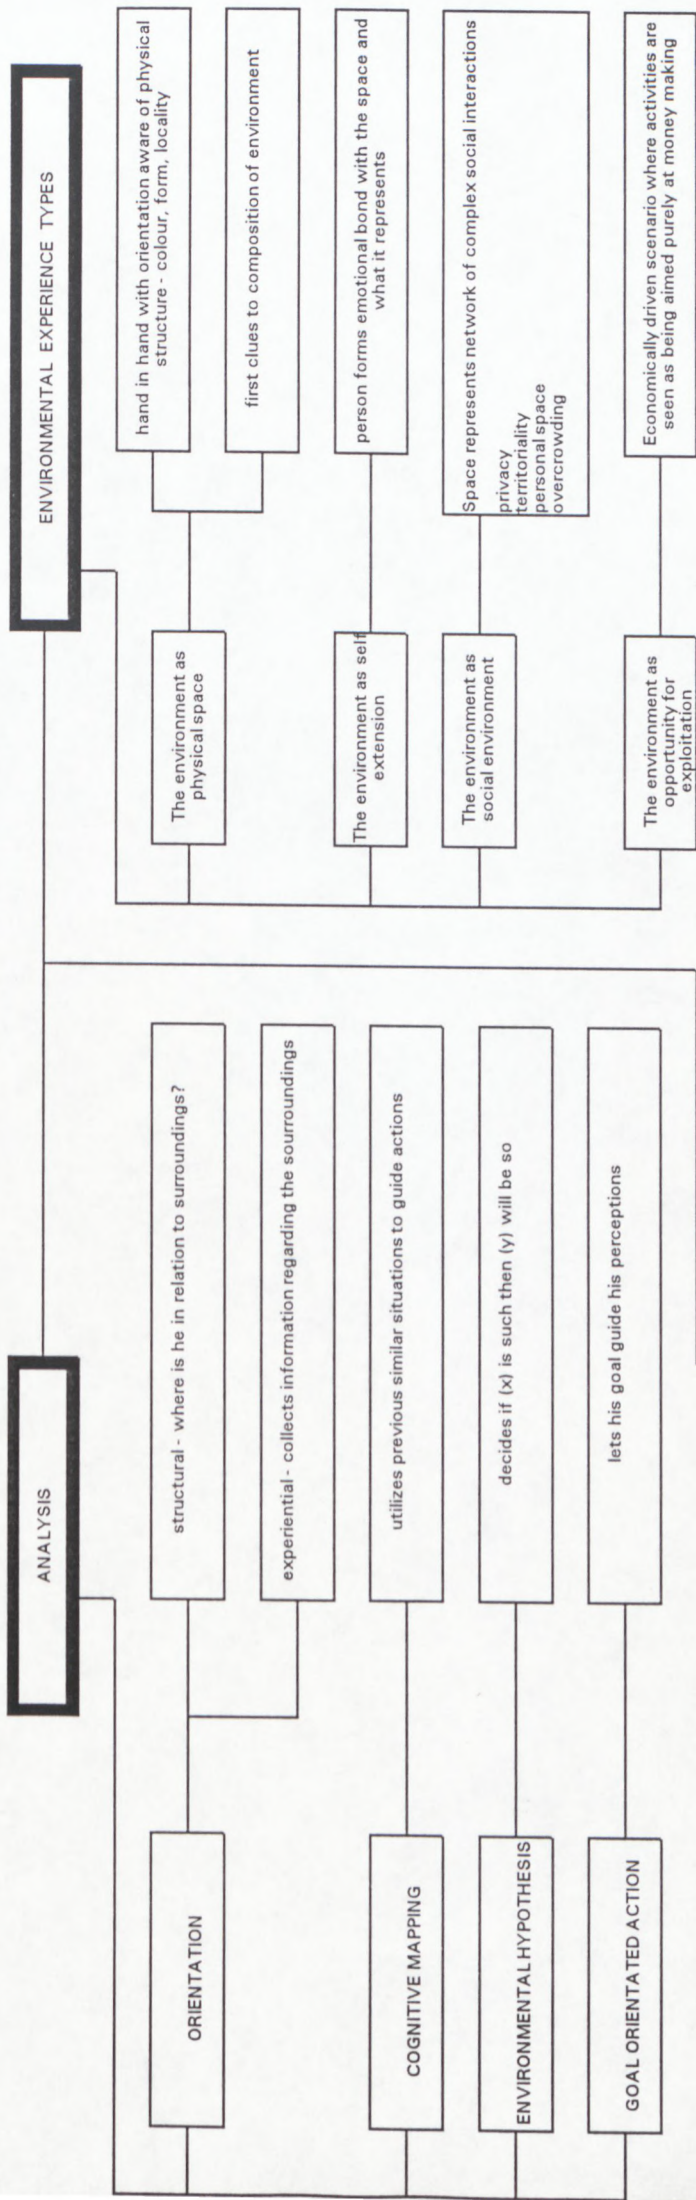 ANALYSIS
ORIENTATION
structural - where is he in relation to surroundings?
experiential - collects information regarding the sourroundings
COGNITIVE MAPPING
utilizes previous similar situations to guide actions
ENVIRONMENTAL HYPOTHESIS
decides if (x) is such then (y) will be so
GOAL ORIENTATED ACTION
lets his goal guide his perceptions
ENVIRONMENTAL EXPERIENCE TYPES
The environment as
physical space
hand in hand with orientation aware of physical
structure - colour, form, locality
first clues to composition of environment
The environment as self
extension
person forms emotional bond with the space and
what it represents
The environment as
social environment
Space represents network of complex social interactions
privacy
territoriality
personal space
overcrowding
The environment as
opportunity for
exploitation
Economically driven scenario where activities are
seen as being aimed purely at money making